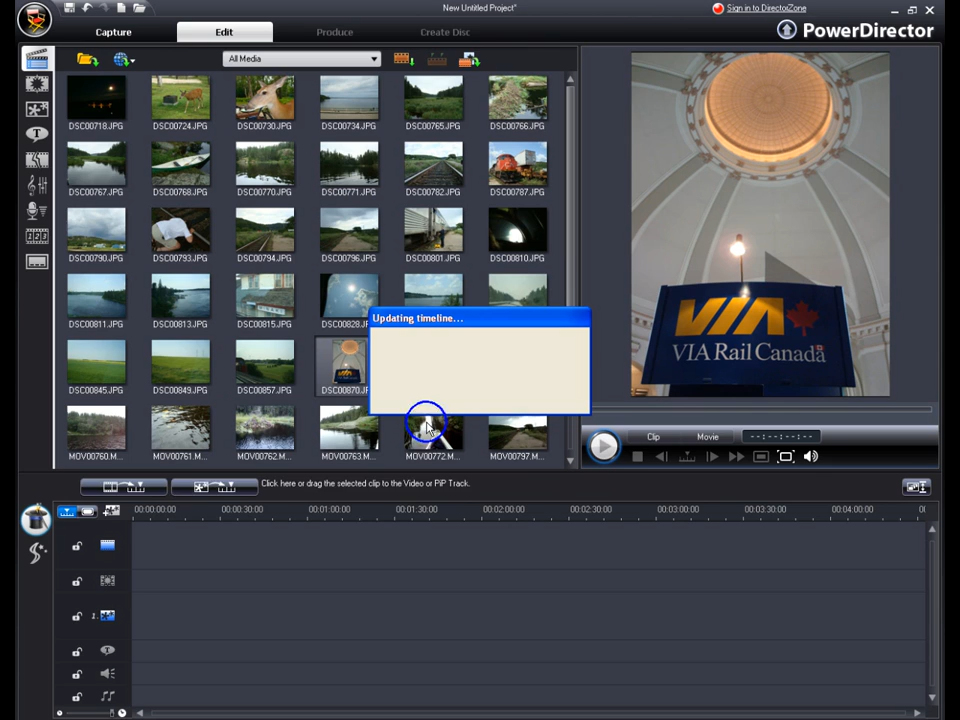 New Untitled Project*
Sign in to DirectorZone
Capture
Edit
Produce
Create Disc
PowerDirector
All Media
DSC00718.JPG
DSC00724.JPG
DSC00730.JPG
DSC00734.JPG
DSC00765.JPG
DSC00766.JPG
DSC00767.JPG
DSC00768.JPG
DSC00770.JPG
DSC00771.JPG
DSC00782.JPG
DSC00787.JPG
DSC00790.JPG
DSC00793.JPG
DSC00794.JPG
DSC00796.JPG
DSC00801.JPG
DSC00810.JPG
DSC00811.JPG
DSC00813.JPG
DSC00815.JPG
DSC00828.JP
Updating timeline...
DSC00845.JPG
DSC00849.JPG
DSC00857.JPG
DSC00870.JP
MOV00760.M...
MOV00761.M...
MOV00762.M...
MOV00763.M...
MOV00772.M...
MOV00797.M...
VIA
VIA Rail Canada
Clip
Movie
--:--:--:--
Click here or drag the selected clip to the Video or PiP Track.
00:00:00:00
00:00:30:00
00:01:00:00
00:01:30:00
00:02:00:00
00:02:30:00
00:03:00:00
00:03:30:00
00:04:00:00
1.